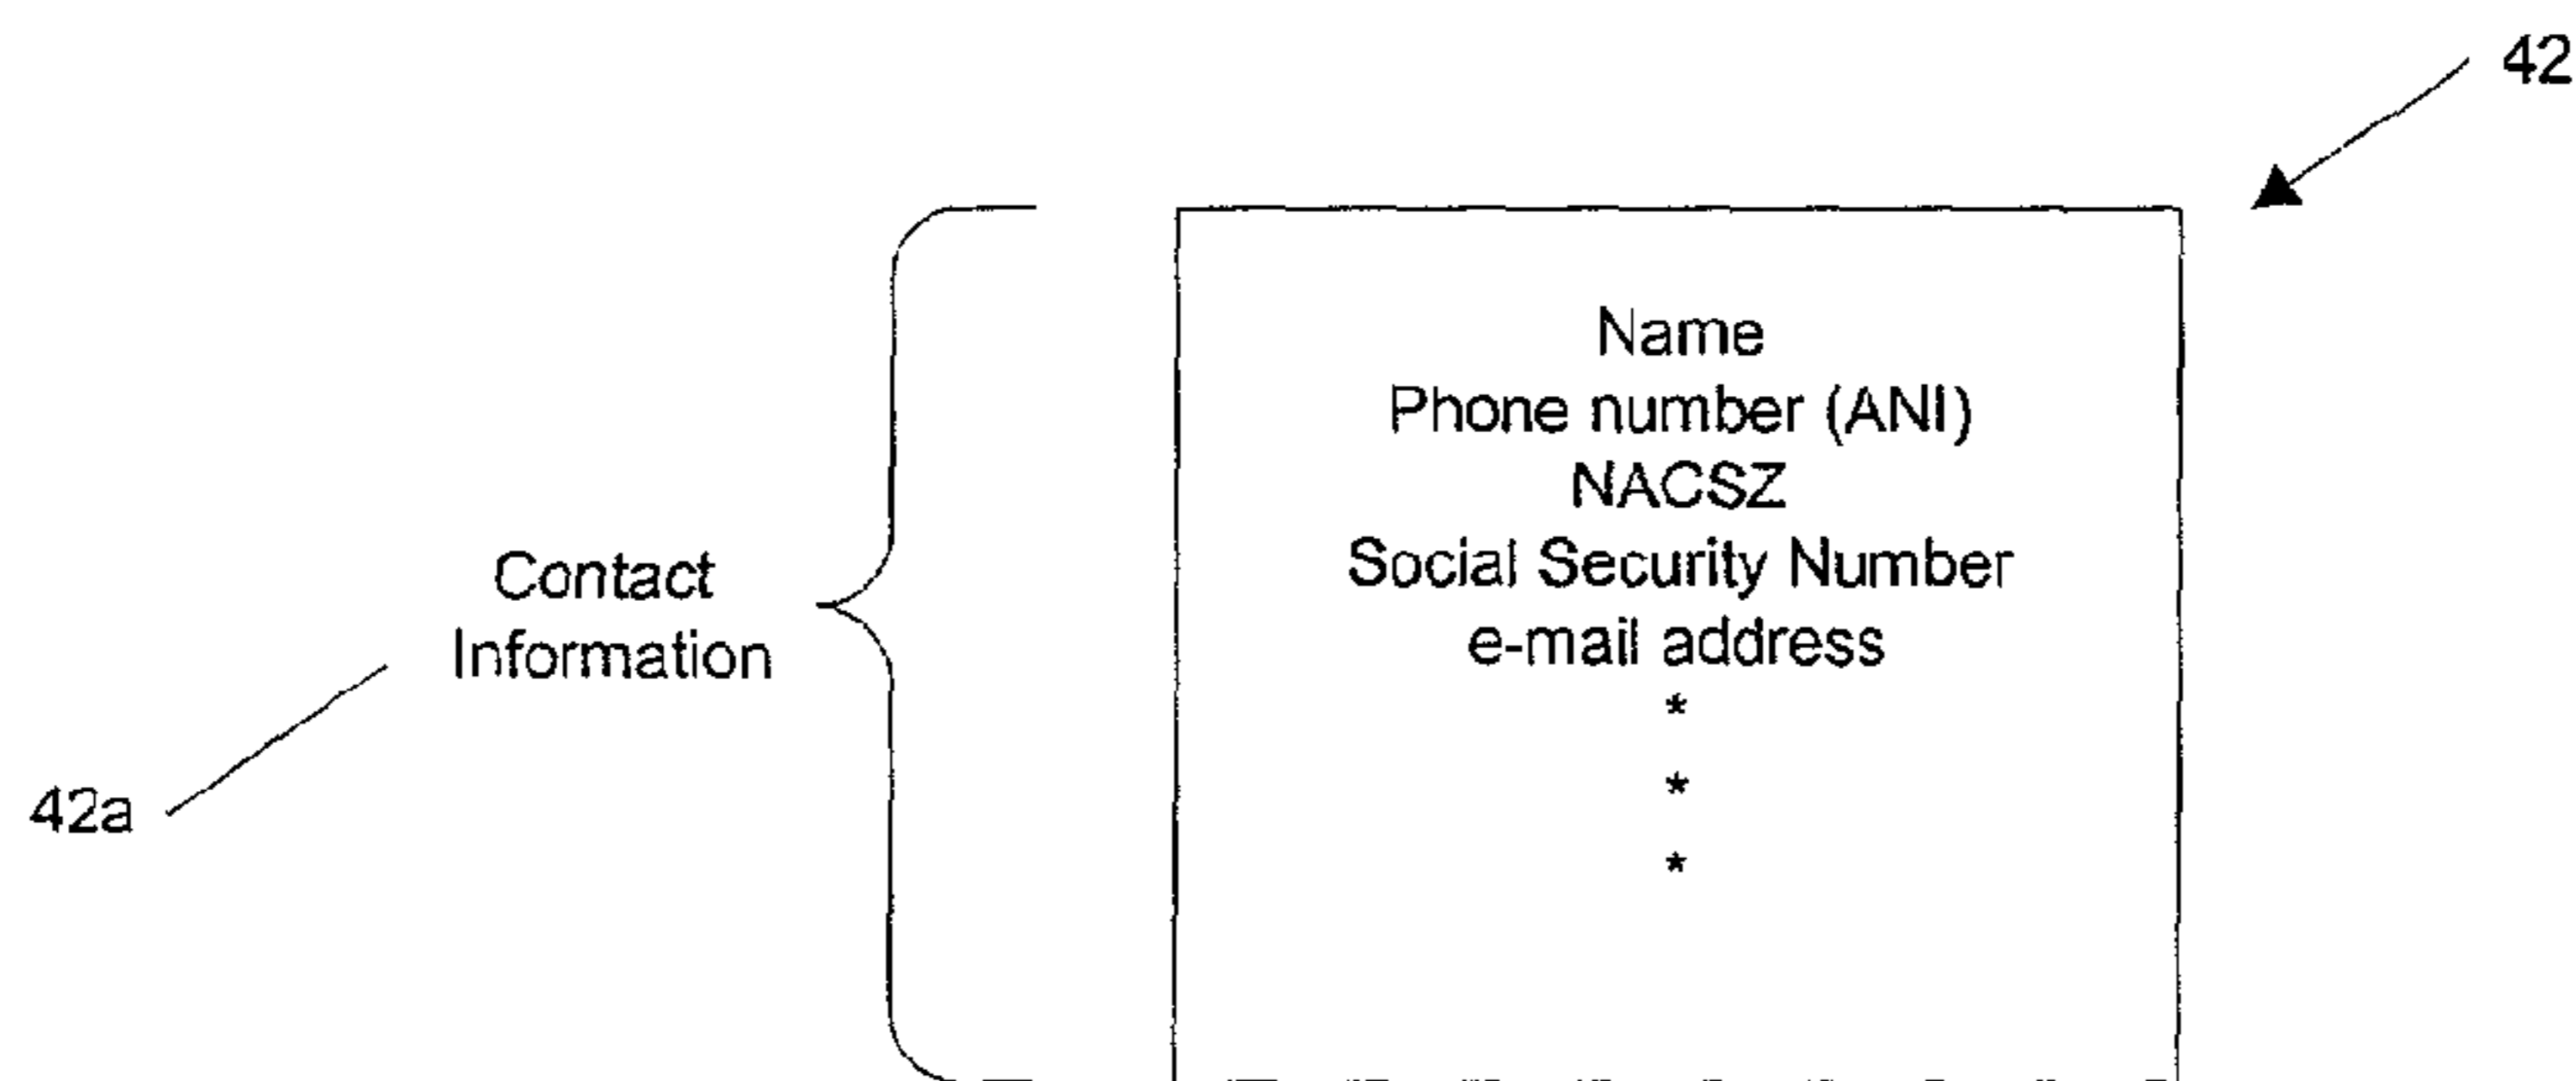 42
Name
Phone number (ANI)
NACSZ
Social Security Number
e-mail address
*
*
*
Contact
Information
42a